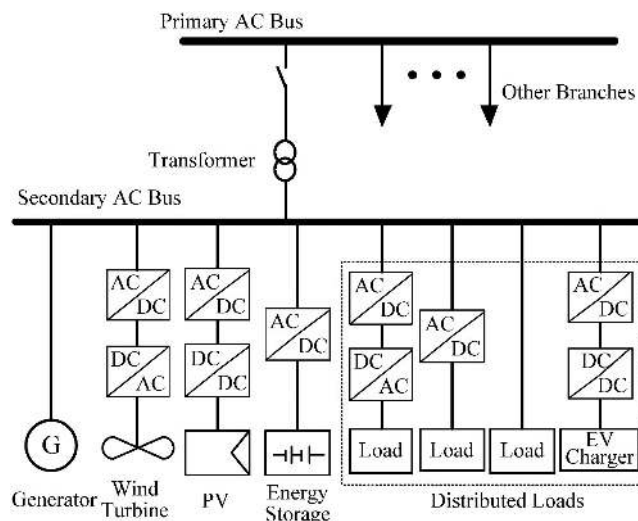 Primary AC Bus
Other Branches
Transformer
Secondary AC Bus
AC
DC
AC
DC
AC
DC
AC
DC
AC
DC
AC
DC
DC
AC
DC
DC
DC
AC
DC
DC
G
Load
Load
Load
EV
Charger
Generator
Wind
Turbine
PV
Energy
Storage
Distributed Loads